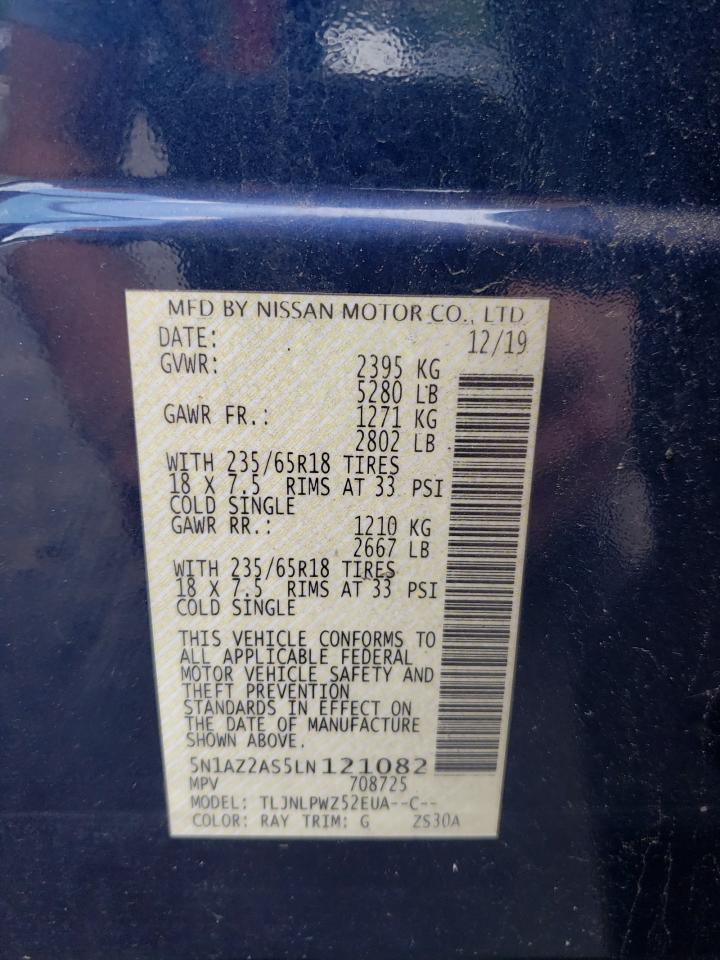 MFD BY NISSAN MOTOR CO., LTD
DATE: 12/19
GVWR: 2395 KG
5280 LB
GAWR FR.: 1271 KG
2802 LB
WITH 235/65R18 TIRES
18 X 7.5 RIMS AT 33 PSI
COLD SINGLE
GAWR RR.: 1210 KG
2667 LB
WITH 235/65R18 TIRES
18 X 7.5 RIMS AT 33 PSI
COLD SINGLE
THIS VEHICLE CONFORMS TO
ALL APPLICABLE FEDERAL
MOTOR VEHICLE SAFETY AND
THEFT PREVENTION
STANDARDS IN EFFECT ON
THE DATE OF MANUFACTURE
SHOWN ABOVE.
5N1AZ2AS5LN121082
MPV 708725
MODEL: TLJNLPWZ52EUA--C--
COLOR: RAY TRIM: G ZS30A